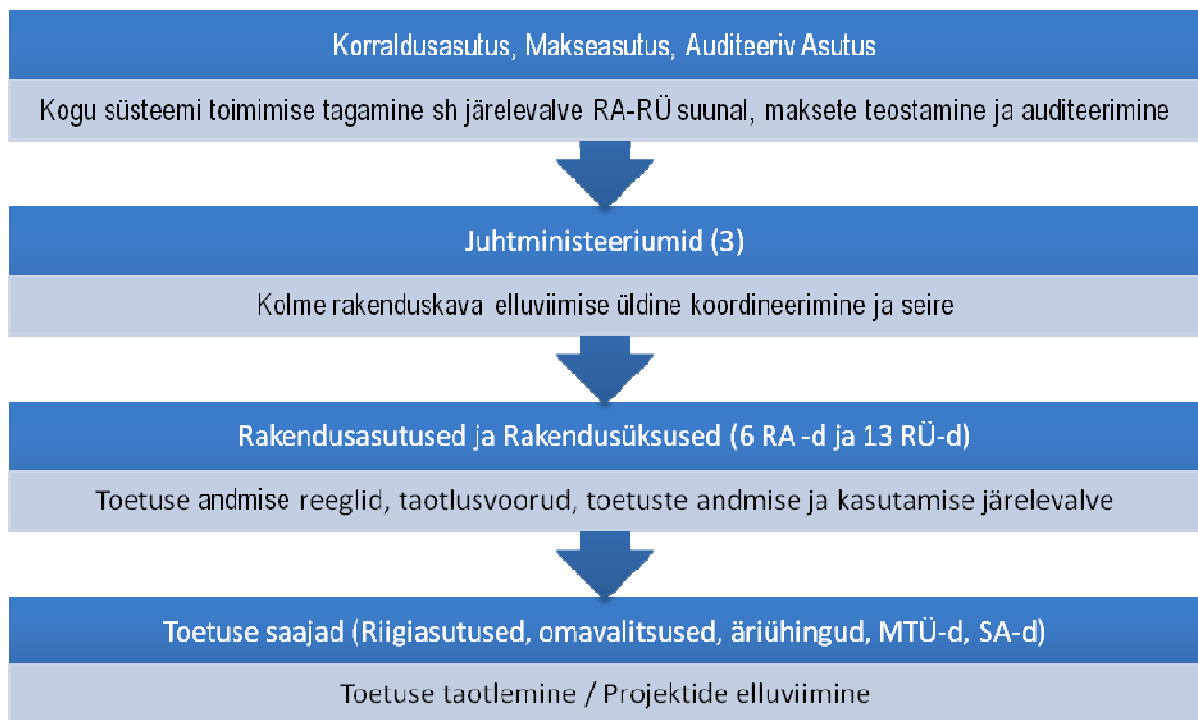 Korraldusasutus, Makseasutus, Auditeeriv Asutus
Kogu süsteemi toimimise tagamine sh järelevalve RA-RÜ suunal, maksete teostamine ja auditeerimine
Juhtministeeriumid (3)
Kolme rakenduskava elluviimise üldine koordineerimine ja seire
Rakendusasutused ja Rakendusüksused (6 RA -d ja 13 RÜ-d)
Toetuse andmise reeglid, taotlusvoorud, toetuste andmise ja kasutamise järelevalve
Toetuse saajad (Riigiasutused, omavalitsused, äriühingud, MTÜ-d, SA-d)
Toetuse taotlemine / Projektide elluviimine